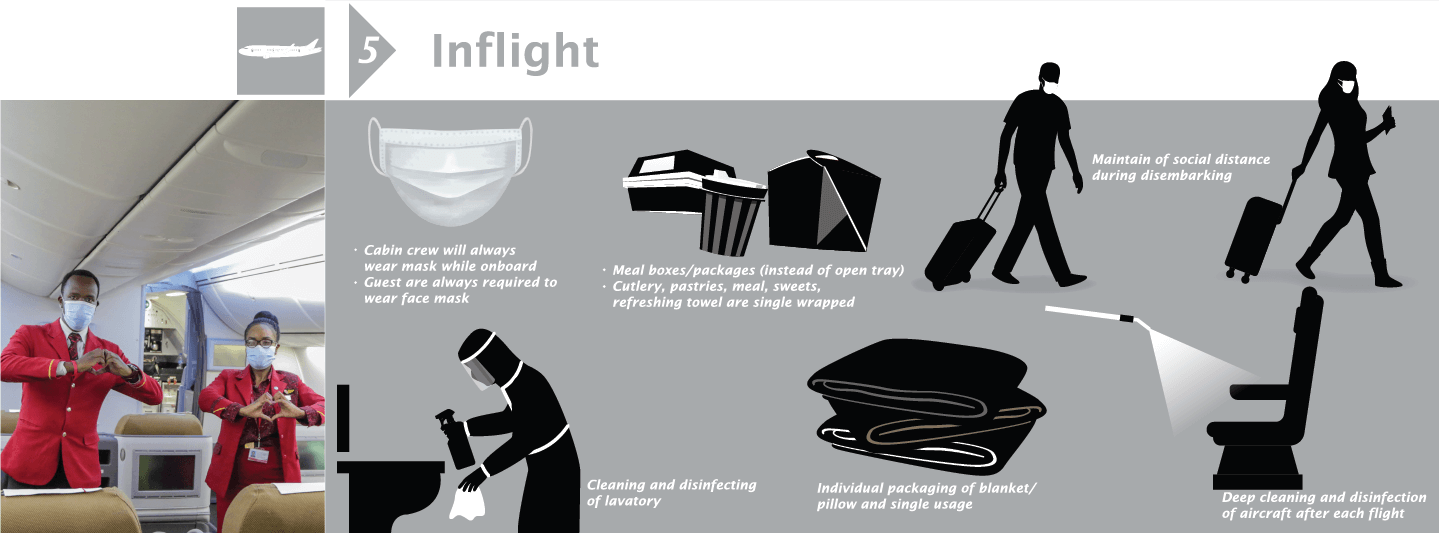 5
Inflight
· Cabin crew will always
wear mask while onboard
· Guest are always required to
wear face mask
· Meal boxes/packages (instead of open tray)
· Cutlery, pastries, meal, sweets,
refreshing towel are single wrapped
Maintain of social distance
during disembarking
Cleaning and disinfecting
of lavatory
Individual packaging of blanket/
pillow and single usage
Deep cleaning and disinfection
of aircraft after each flight